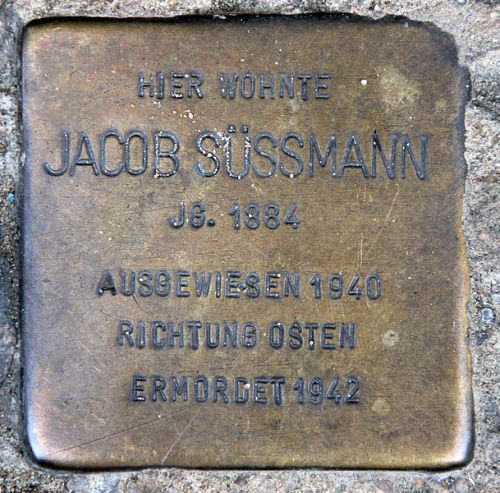 HIER WOHNTE
JACOB SÜSSMANN
JG. 1884
AUSGEWIESEN 1940
RICHTUNG OSTEN
ERMORDET 1942